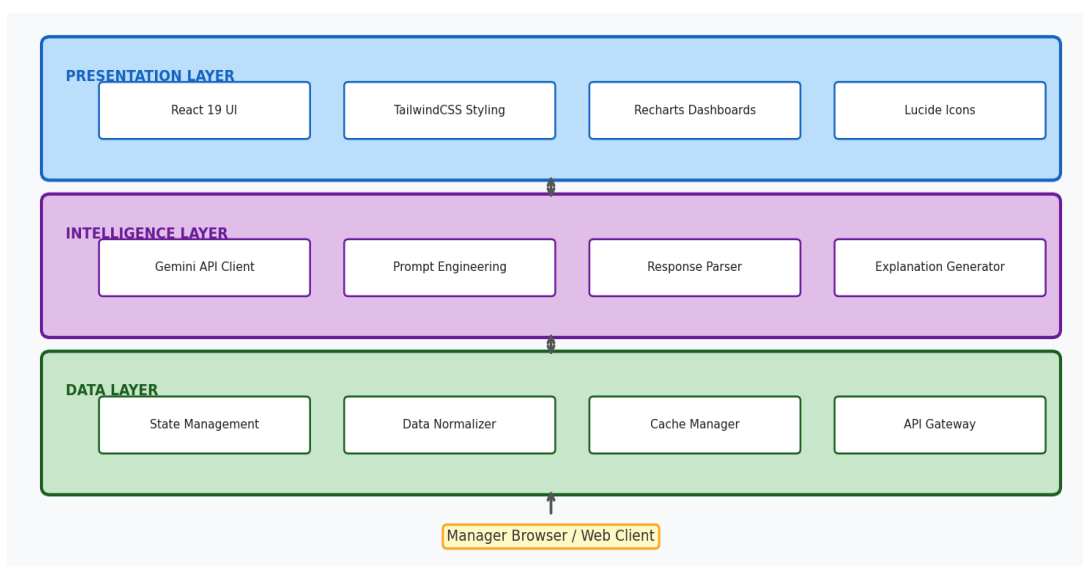 PRESENTATION LAYER
React 19 UI
TailwindCSS Styling
Recharts Dashboards
Lucide Icons
INTELLIGENCE LAYER
Gemini API Client
Prompt Engineering
Response Parser
Explanation Generator
DATA LAYER
State Management
Data Normalizer
Cache Manager
API Gateway
Manager Browser / Web Client